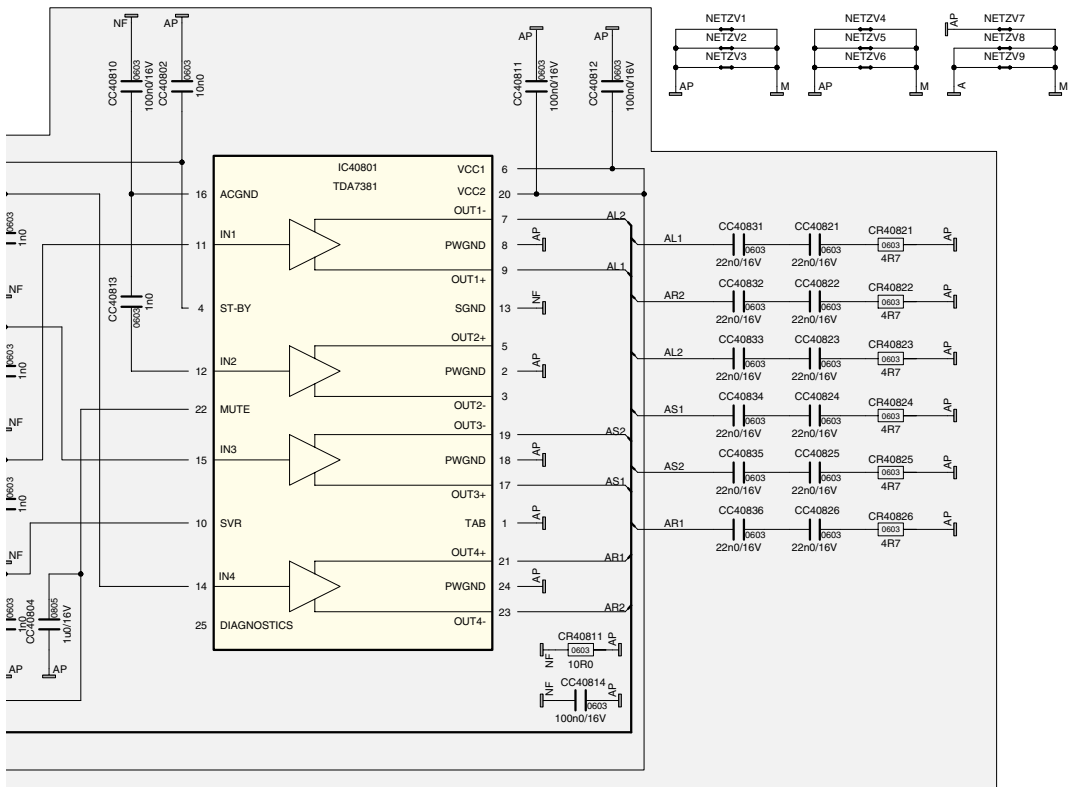 NF
AP
CC40810
0603
100n0/16V
CC40802
0603
10n0
AP
AP
CC40811
0603
100n0/16V
CC40812
0603
100n0/16V
NETZV1
NETZV2
NETZV3
AP
M
NETZV4
NETZV5
NETZV6
AP
M
AP
NETZV7
NETZV8
NETZV9
A
M
IC40801
TDA7381
VCC1 6
VCC2 20
16 ACGND
OUT1- 7
11 IN1
PWGND 8 AP
OUT1+ 9
4 ST-BY
SGND 13 NF
OUT2+ 5
12 IN2
PWGND 2 AP
OUT2- 3
22 MUTE
OUT3- 19
15 IN3
PWGND 18 AP
OUT3+ 17
10 SVR
TAB 1 AP
OUT4+ 21
14 IN4
PWGND 24 AP
OUT4- 23
25 DIAGNOSTICS
CC40813
0603
1n0
0603
1n0
NF
0603
1n0
NF
0603
1n0
NF
0603
1n0
AP
CC40804
0805
1u0/16V
AP
AL2
AL1
AS2
AS1
AR1
AR2
AL1 CC40831 0603 22n0/16V CC40821 0603 22n0/16V CR40821 0603 4R7 AP
AR2 CC40832 0603 22n0/16V CC40822 0603 22n0/16V CR40822 0603 4R7 AP
AL2 CC40833 0603 22n0/16V CC40823 0603 22n0/16V CR40823 0603 4R7 AP
AS1 CC40834 0603 22n0/16V CC40824 0603 22n0/16V CR40824 0603 4R7 AP
AS2 CC40835 0603 22n0/16V CC40825 0603 22n0/16V CR40825 0603 4R7 AP
AR1 CC40836 0603 22n0/16V CC40826 0603 22n0/16V CR40826 0603 4R7 AP
CR40811
NF 0603 AP
10R0
CC40814
NF 0603 AP
100n0/16V